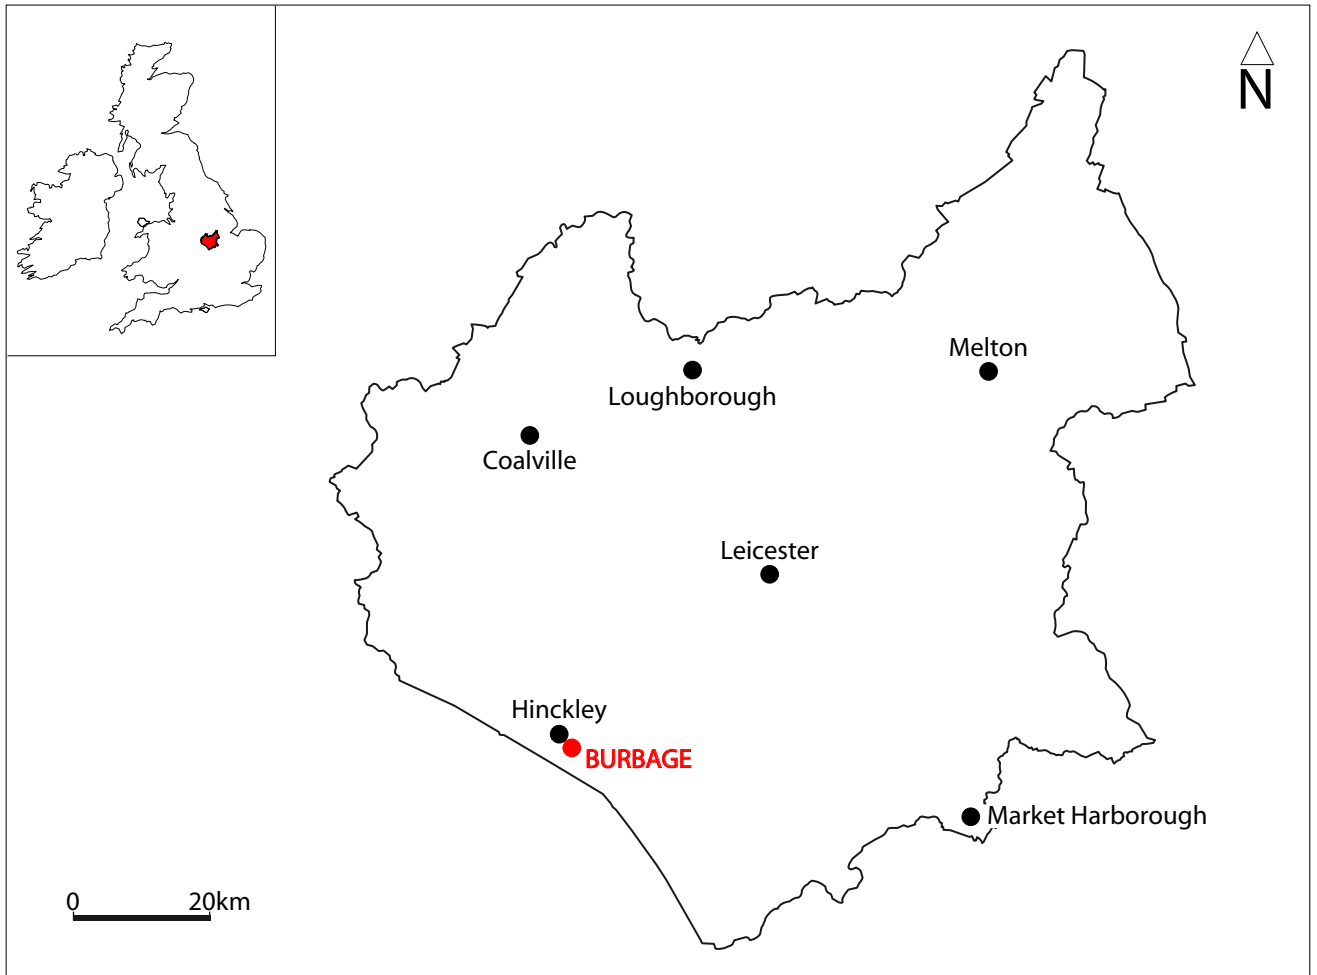 N
Melton
Loughborough
Coalville
Leicester
Hinckley
BURBAGE
Market Harborough
0 20km